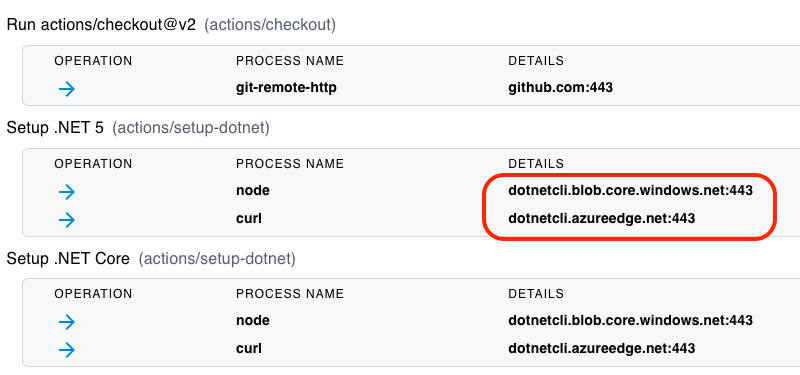 Run actions/checkout@v2 (actions/checkout)
OPERATION PROCESS NAME DETAILS
git-remote-http github.com:443
Setup .NET 5 (actions/setup-dotnet)
OPERATION PROCESS NAME DETAILS
node dotnetcli.blob.core.windows.net:443
curl dotnetcli.azureedge.net:443
Setup .NET Core (actions/setup-dotnet)
OPERATION PROCESS NAME DETAILS
node dotnetcli.blob.core.windows.net:443
curl dotnetcli.azureedge.net:443